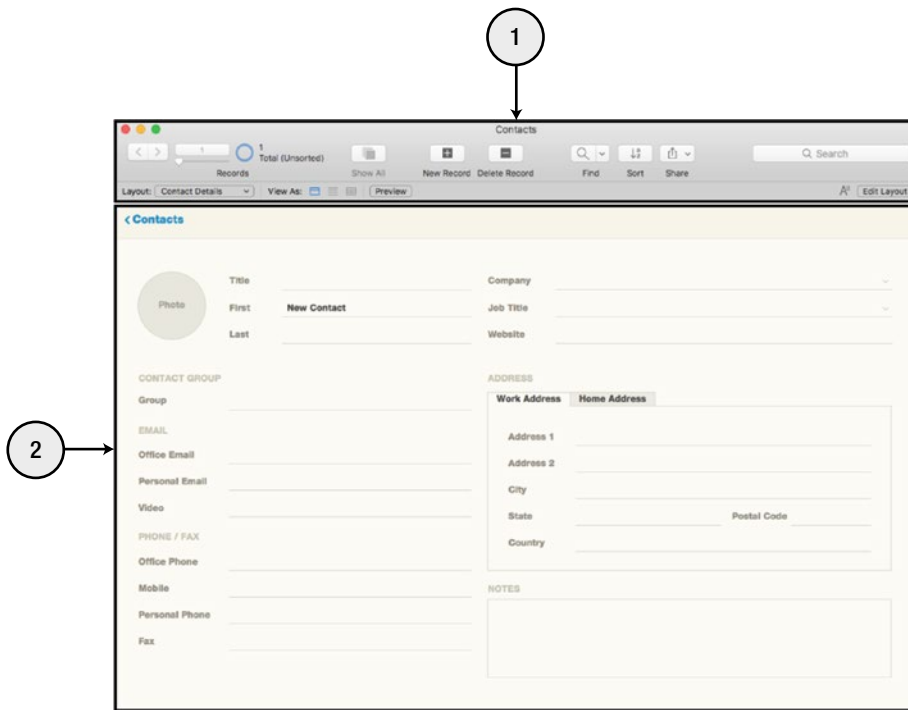 1
Contacts
1
1
Total (Unsorted)
Records
Show All
New Record
Delete Record
Find
Sort
Share
Search
Layout: Contact Details
View As:
Preview
Aa
Edit Layout
Contacts
Photo
Title
First New Contact
Last
Company
Job Title
Website
CONTACT GROUP
Group
EMAIL
2
Office Email
Personal Email
Video
PHONE / FAX
Office Phone
Mobile
Personal Phone
Fax
ADDRESS
Work Address Home Address
Address 1
Address 2
City
State Postal Code
Country
NOTES